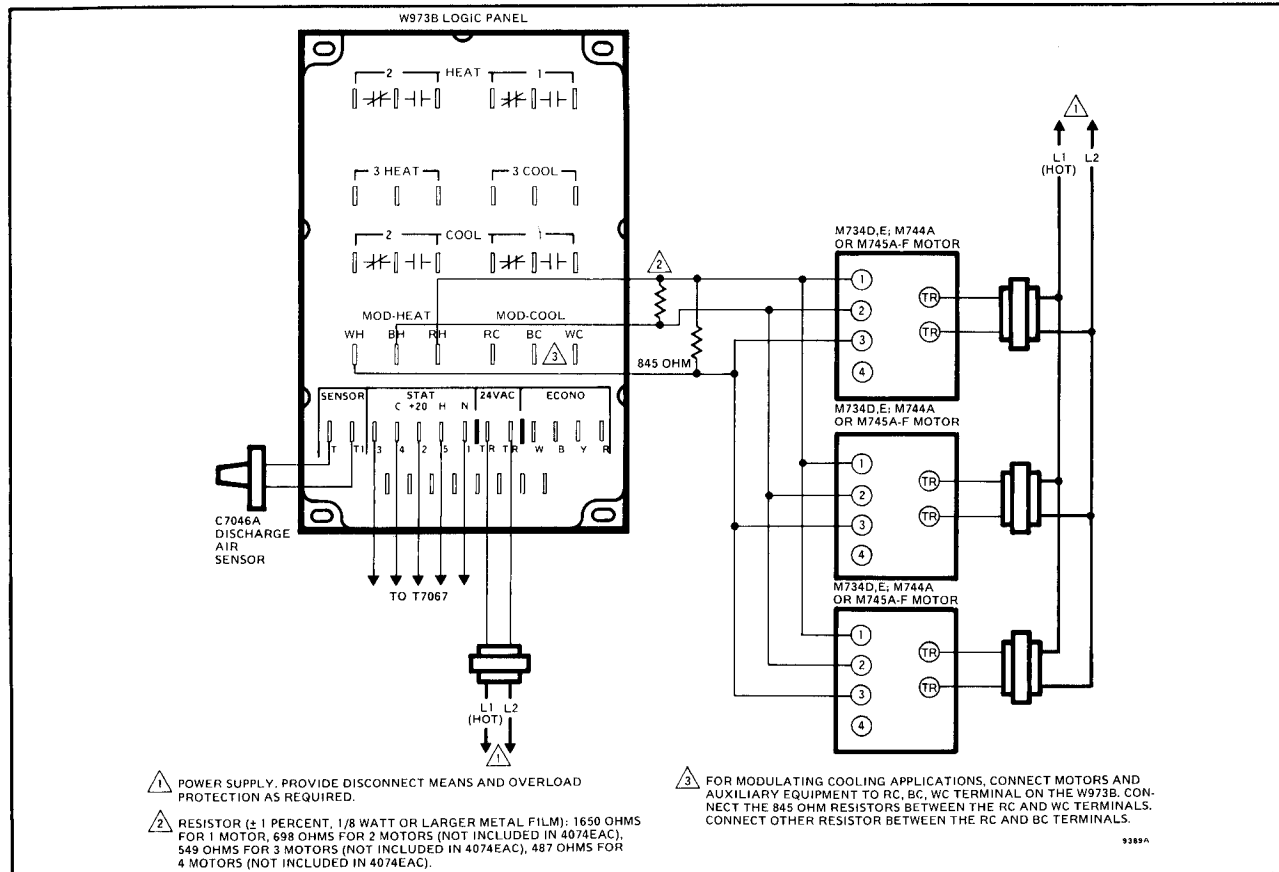 W973B LOGIC PANEL
2 HEAT 1
3 HEAT 3 COOL
2 COOL 1
MOD-HEAT MOD-COOL
WH BH RH RC BC WC
3
2
845 OHM
SENSOR STAT 24VAC ECONO
C +20 H N
T T1 3 4 2 5 1 TR TR W B Y R
C7046A
DISCHARGE
AIR
SENSOR
TO T7067
L1 L2
(HOT)
1
1
L1 L2
(HOT)
M734D,E; M744A
OR M745A-F MOTOR
1
2
3
4
TR
TR
M734D,E; M744A
OR M745A-F MOTOR
1
2
3
4
TR
TR
M734D,E; M744A
OR M745A-F MOTOR
1
2
3
4
TR
TR
1 POWER SUPPLY. PROVIDE DISCONNECT MEANS AND OVERLOAD
PROTECTION AS REQUIRED.
2 RESISTOR (± 1 PERCENT, 1/8 WATT OR LARGER METAL FILM): 1650 OHMS
FOR 1 MOTOR, 698 OHMS FOR 2 MOTORS (NOT INCLUDED IN 4074EAC),
549 OHMS FOR 3 MOTORS (NOT INCLUDED IN 4074EAC), 487 OHMS FOR
4 MOTORS (NOT INCLUDED IN 4074EAC).
3 FOR MODULATING COOLING APPLICATIONS, CONNECT MOTORS AND
AUXILIARY EQUIPMENT TO RC, BC, WC TERMINAL ON THE W973B. CON-
NECT THE 845 OHM RESISTORS BETWEEN THE RC AND WC TERMINALS.
CONNECT OTHER RESISTOR BETWEEN THE RC AND BC TERMINALS.
9389A